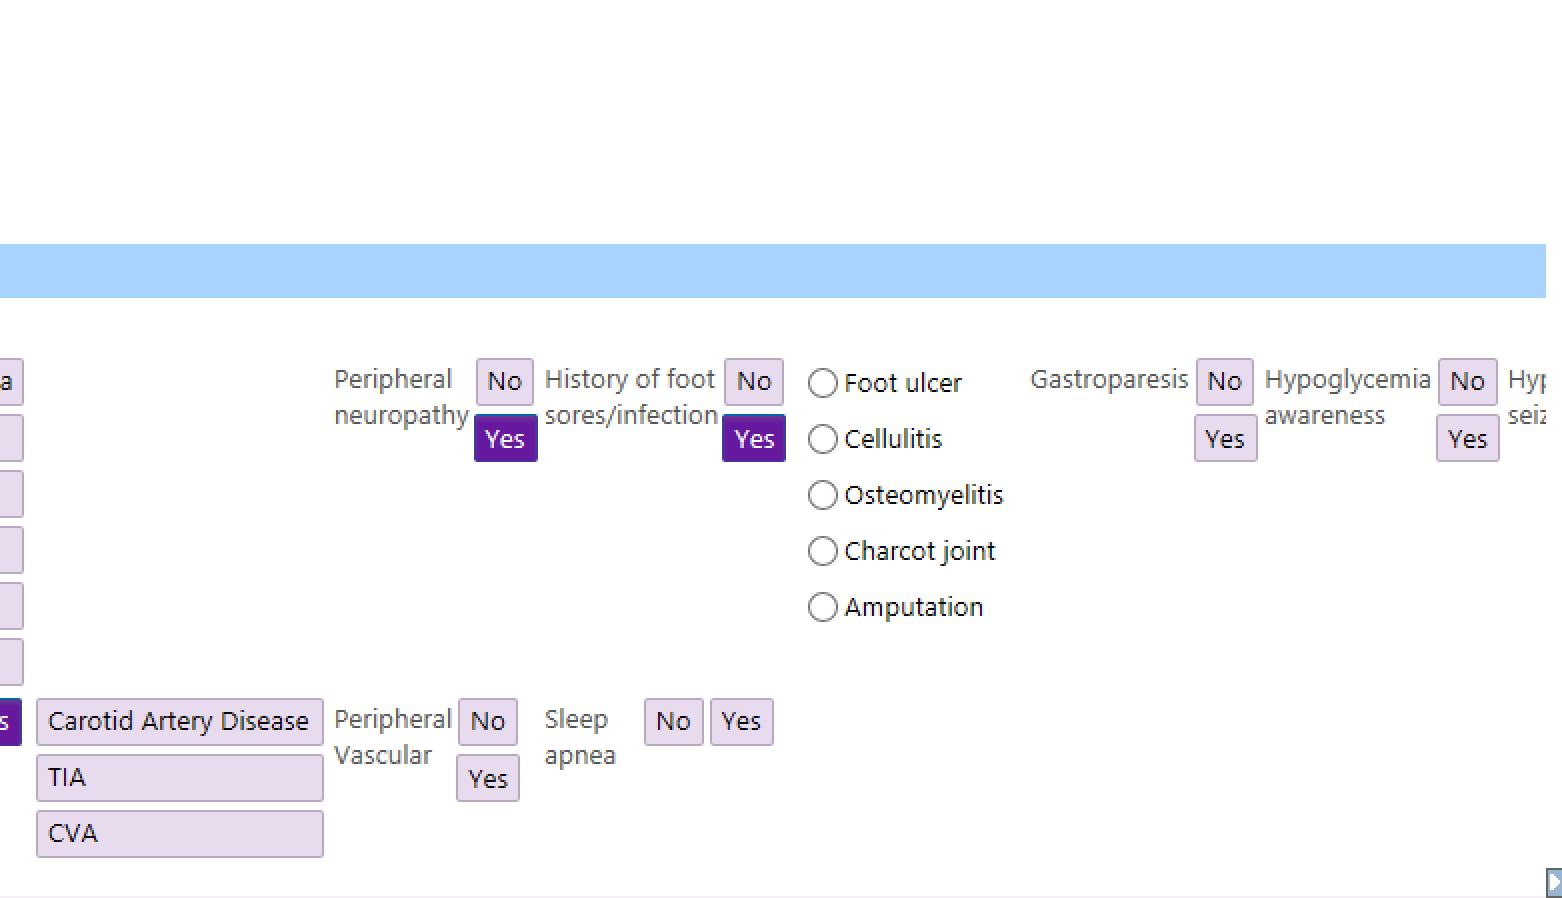 a
Peripheral neuropathy No Yes
History of foot sores/infection No Yes
Foot ulcer
Cellulitis
Osteomyelitis
Charcot joint
Amputation
Gastroparesis No Yes
Hypoglycemia awareness No Yes
s
Carotid Artery Disease
TIA
CVA
Peripheral Vascular No Yes
Sleep apnea No Yes